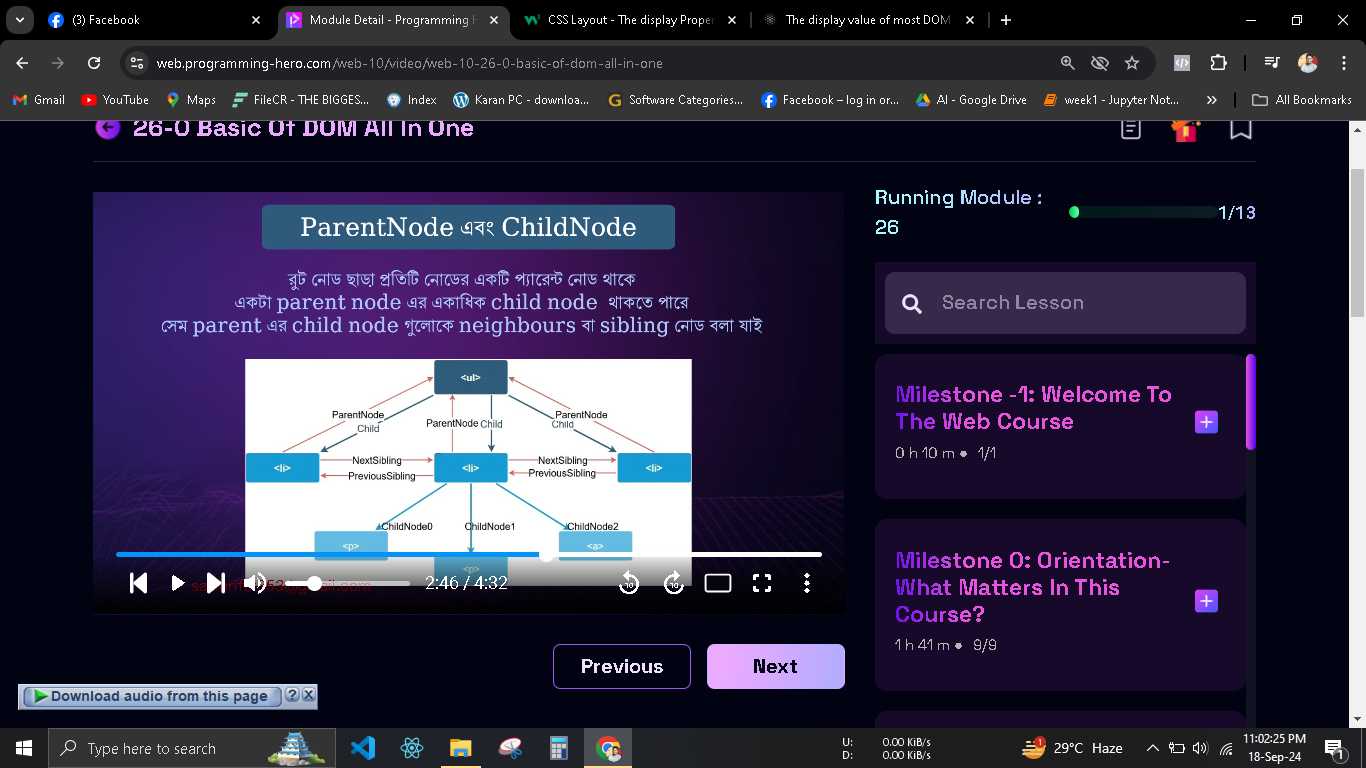 (3) Facebook
Module Detail - Programming H
CSS Layout - The display Proper
The display value of most DOM
web.programming-hero.com/web-10/video/web-10-26-0-basic-of-dom-all-in-one
Gmail
YouTube
Maps
FileCR - THE BIGGES...
Index
Karan PC - downloa...
Software Categories...
Facebook – log in or...
AI - Google Drive
week1 - Jupyter Not...
All Bookmarks
26-0 Basic Of DOM All In One
ParentNode এবং ChildNode
রুট নোড ছাড়া প্রতিটি নোডের একটি প্যারেন্ট নোড থাকে
একটা parent node এর একাধিক child node থাকতে পারে
সেম parent এর child node গুলোকে neighbours বা sibling নোড বলা যাই
<ul>
ParentNode
Child
ParentNode
Child
ParentNode
Child
<li>
NextSibling
PreviousSibling
<li>
NextSibling
PreviousSibling
<li>
ChildNode0
ChildNode1
ChildNode2
<p>
<p>
<a>
2:46 / 4:32
10
10
Previous
Next
Running Module :
26
1/13
Search Lesson
Milestone -1: Welcome To
The Web Course
0 h 10 m ● 1/1
Milestone 0: Orientation-
What Matters In This
Course?
1 h 41 m ● 9/9
Download audio from this page
?
Type here to search
U: 0.00 KiB/s
D: 0.00 KiB/s
1
29°C Haze
11:02:25 PM
18-Sep-24
1